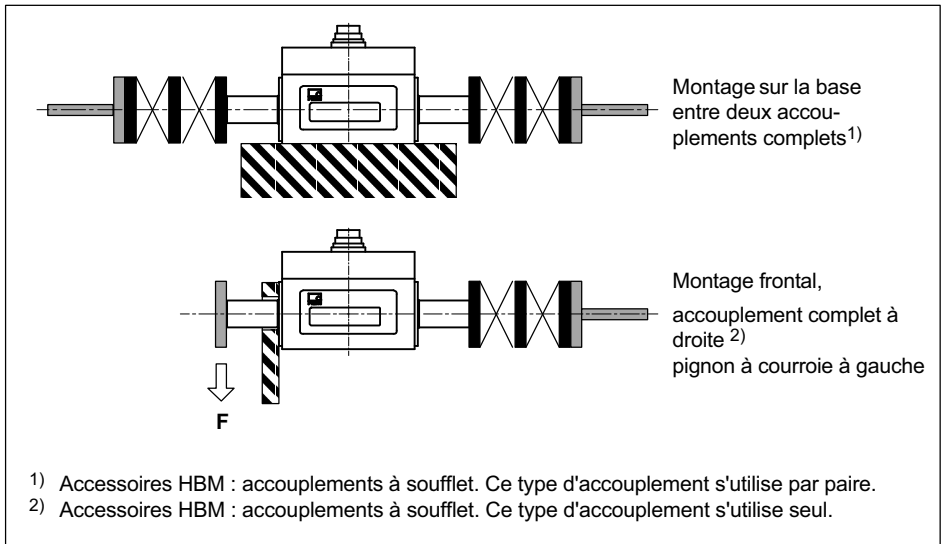 Montage sur la base
entre deux accou-
plements complets1)
Montage frontal,
accouplement complet à
droite 2)
pignon à courroie à gauche
F
1) Accessoires HBM : accouplements à soufflet. Ce type d'accouplement s'utilise par paire.
2) Accessoires HBM : accouplements à soufflet. Ce type d'accouplement s'utilise seul.